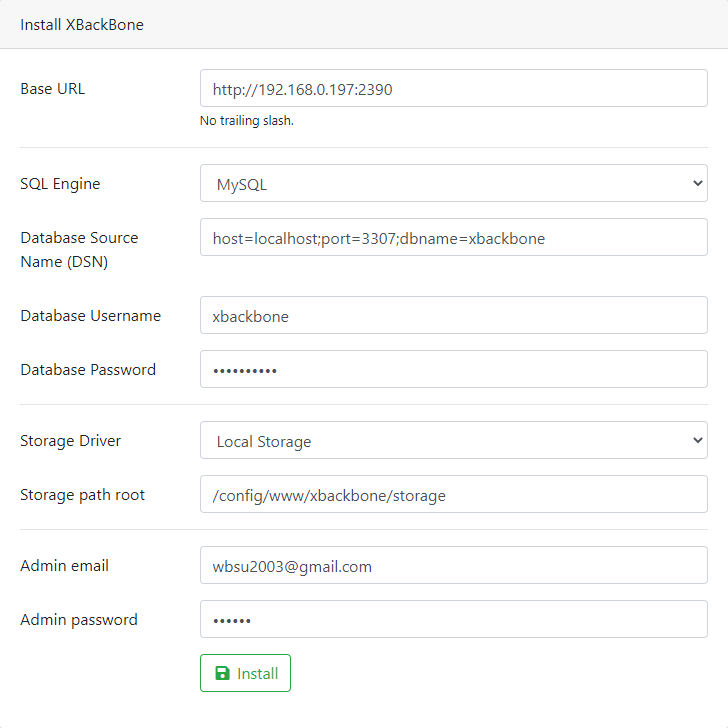 Install XBackBone
Base URL
http://192.168.0.197:2390
No trailing slash.
SQL Engine
MySQL
Database Source
Name (DSN)
host=localhost;port=3307;dbname=xbackbone
Database Username
xbackbone
Database Password
••••••••••
Storage Driver
Local Storage
Storage path root
/config/www/xbackbone/storage
Admin email
wbsu2003@gmail.com
Admin password
••••••
Install